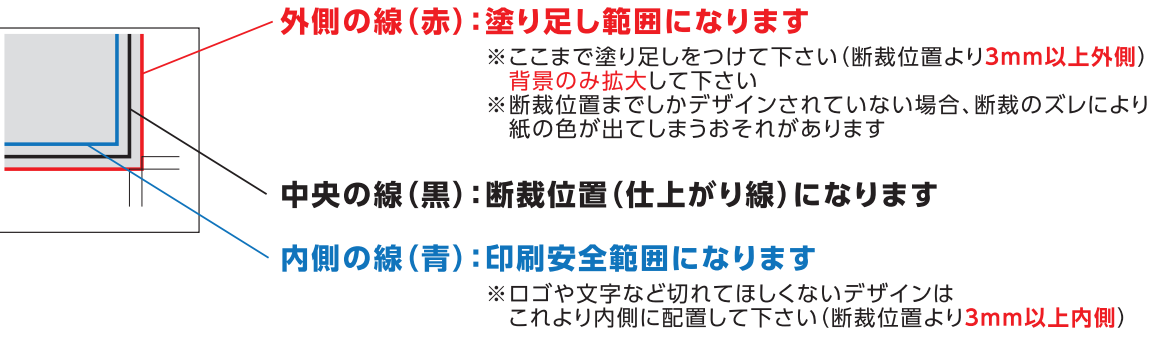 外側の線（赤）：塗り足し範囲になります
※ここまで塗り足しをつけて下さい（断裁位置より3mm以上外側）
背景のみ拡大して下さい
※断裁位置までしかデザインされていない場合、断裁のズレにより
紙の色が出てしまうおそれがあります
中央の線（黒）：断裁位置（仕上がり線）になります
内側の線（青）：印刷安全範囲になります
※ロゴや文字など切れてほしくないデザインは
これより内側に配置して下さい（断裁位置より3mm以上内側）